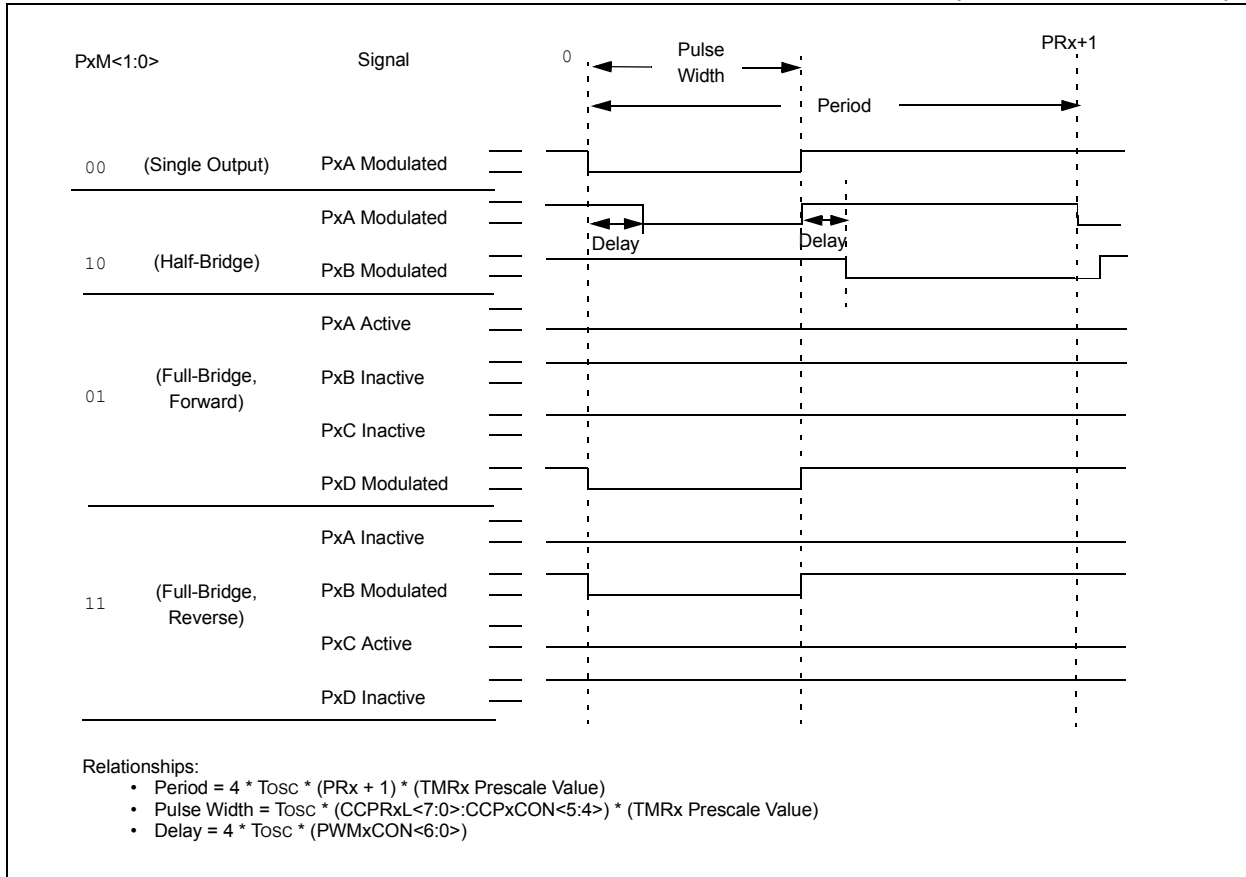 PxM<1:0>
Signal
0
Pulse
Width
PRx+1
Period
00
(Single Output)
PxA Modulated
PxA Modulated
Delay
Delay
10
(Half-Bridge)
PxB Modulated
PxA Active
01
(Full-Bridge,
Forward)
PxB Inactive
PxC Inactive
PxD Modulated
PxA Inactive
11
(Full-Bridge,
Reverse)
PxB Modulated
PxC Active
PxD Inactive
Relationships:
• Period = 4 * TOSC * (PRx + 1) * (TMRx Prescale Value)
• Pulse Width = TOSC * (CCPRxL<7:0>:CCPxCON<5:4>) * (TMRx Prescale Value)
• Delay = 4 * TOSC * (PWMxCON<6:0>)